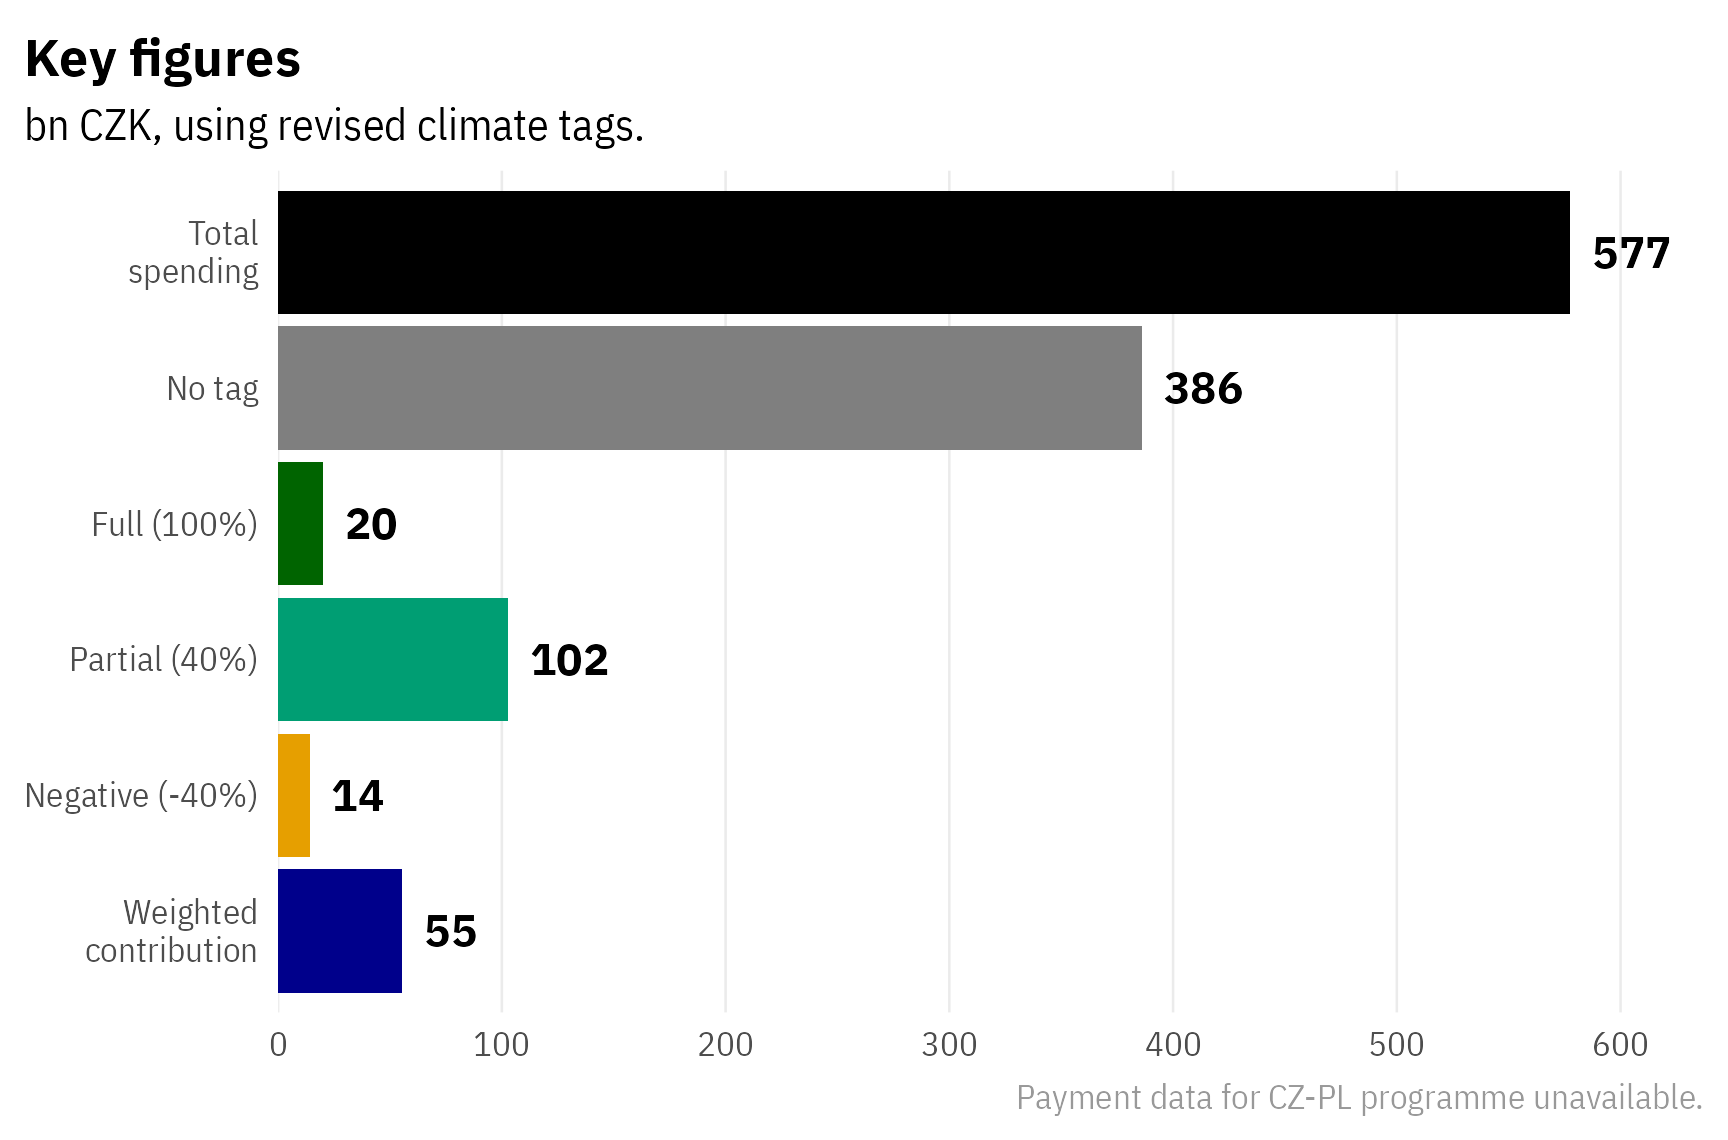 Key figures
bn CZK, using revised climate tags.
Total
spending
577
No tag
386
Full (100%)
20
Partial (40%)
102
Negative (-40%)
14
Weighted
contribution
55
0 100 200 300 400 500 600
Payment data for CZ-PL programme unavailable.